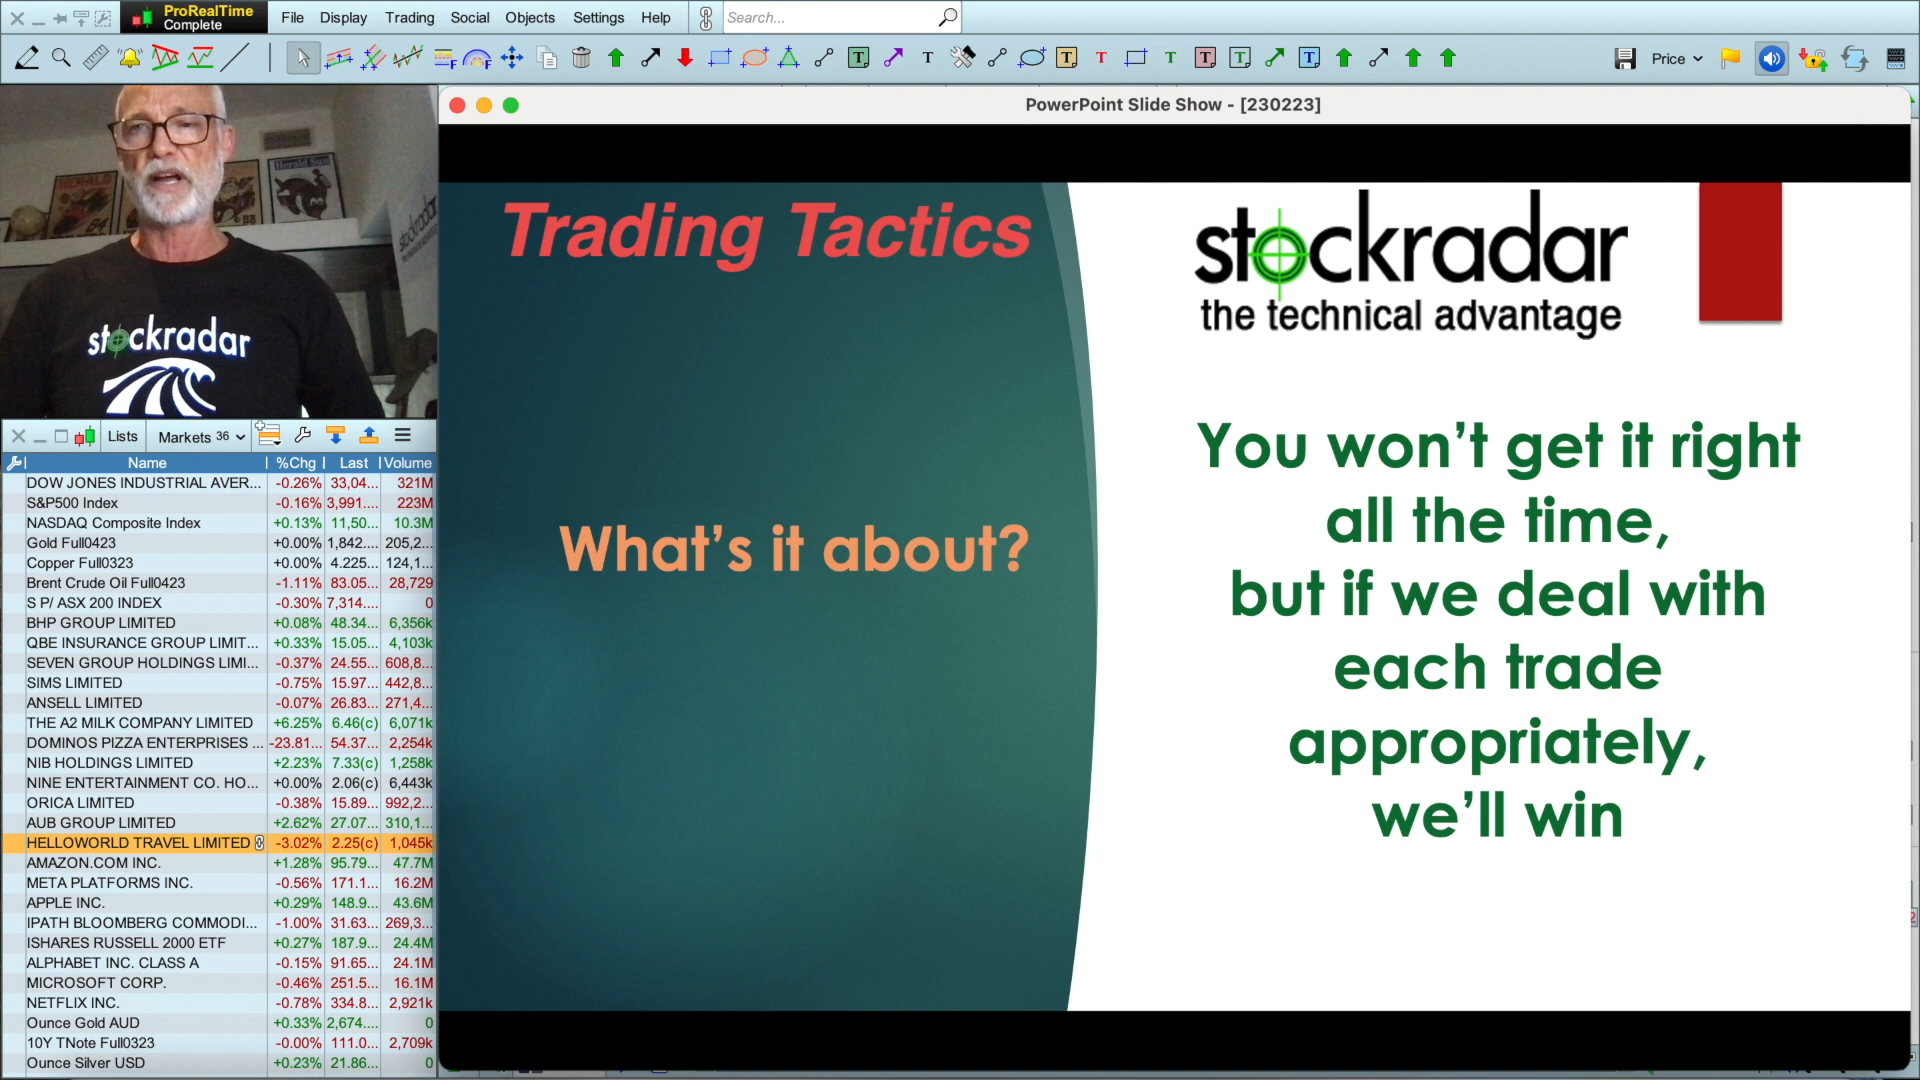 ProRealTime
Complete
File Display Trading Social Objects Settings Help
Search...
Price
PowerPoint Slide Show - [230223]
HERALD
Herald Sun
stockradar
stockradar
Trading Tactics
What's it about?
stockradar
the technical advantage
You won't get it right
all the time,
but if we deal with
each trade
appropriately,
we'll win
Lists Markets 36
Name %Chg Last Volume
DOW JONES INDUSTRIAL AVER... -0.26% 33,04... 321M
S&P500 Index -0.16% 3,991.... 223M
NASDAQ Composite Index +0.13% 11,50... 10.3M
Gold Full0423 +0.00% 1,842.... 205,2...
Copper Full0323 +0.00% 4.225... 124,1...
Brent Crude Oil Full0423 -1.11% 83.05... 28,729
S P/ ASX 200 INDEX -0.30% 7,314.... 0
BHP GROUP LIMITED +0.08% 48.34... 6,356k
QBE INSURANCE GROUP LIMIT... +0.33% 15.05... 4,103k
SEVEN GROUP HOLDINGS LIMI... -0.37% 24.55... 608,8...
SIMS LIMITED -0.75% 15.97... 442,8...
ANSELL LIMITED -0.07% 26.83... 271,4...
THE A2 MILK COMPANY LIMITED +6.25% 6.46(c) 6,071k
DOMINOS PIZZA ENTERPRISES ... -23.81... 54.37... 2,254k
NIB HOLDINGS LIMITED +2.23% 7.33(c) 1,258k
NINE ENTERTAINMENT CO. HO... +0.00% 2.06(c) 6,443k
ORICA LIMITED -0.38% 15.89... 992,2...
AUB GROUP LIMITED +2.62% 27.07... 310,1...
HELLOWORLD TRAVEL LIMITED -3.02% 2.25(c) 1,045k
AMAZON.COM INC. +1.28% 95.79... 47.7M
META PLATFORMS INC. -0.56% 171.1... 16.2M
APPLE INC. +0.29% 148.9... 43.6M
IPATH BLOOMBERG COMMODI... -1.00% 31.63... 269,3...
ISHARES RUSSELL 2000 ETF +0.27% 187.9... 24.4M
ALPHABET INC. CLASS A -0.15% 91.65... 24.1M
MICROSOFT CORP. -0.46% 251.5... 16.1M
NETFLIX INC. -0.78% 334.8... 2,921k
Ounce Gold AUD +0.33% 2,674.... 0
10Y TNote Full0323 -0.00% 111.0... 2,709k
Ounce Silver USD +0.23% 21.86... 0